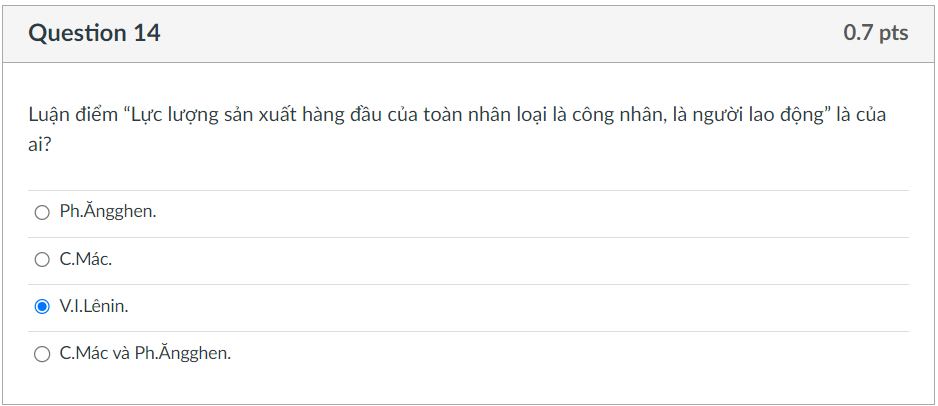 Question 14
0.7 pts
Luận điểm “Lực lượng sản xuất hàng đầu của toàn nhân loại là công nhân, là người lao động” là của
ai?
Ph.Ăngghen.
C.Mác.
V.I.Lênin.
C.Mác và Ph.Ăngghen.